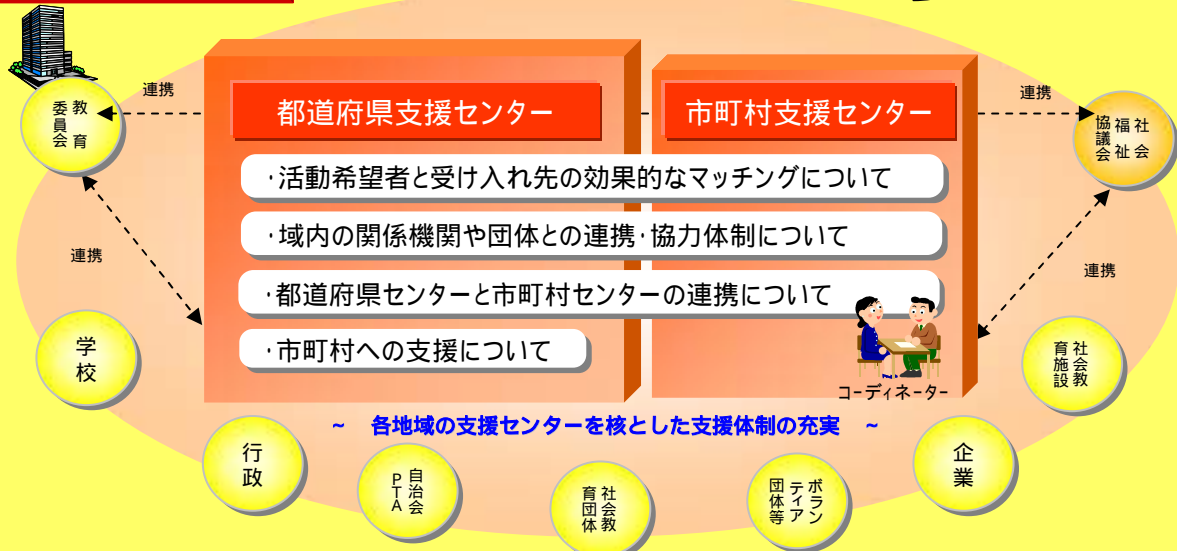 連携
連携
教育
委員会
都道府県支援センター
市町村支援センター
社会
福祉
協議会
・活動希望者と受け入れ先の効果的なマッチングについて
・域内の関係機関や団体との連携・協力体制について
・都道府県センターと市町村センターの連携について
・市町村への支援について
連携
連携
コーディネーター
学校
社会教
育施設
~ 各地域の支援センターを核とした支援体制の充実 ~
行政
自治会
PTA
社会教
育団体
ボラン
ティア
団体等
企業